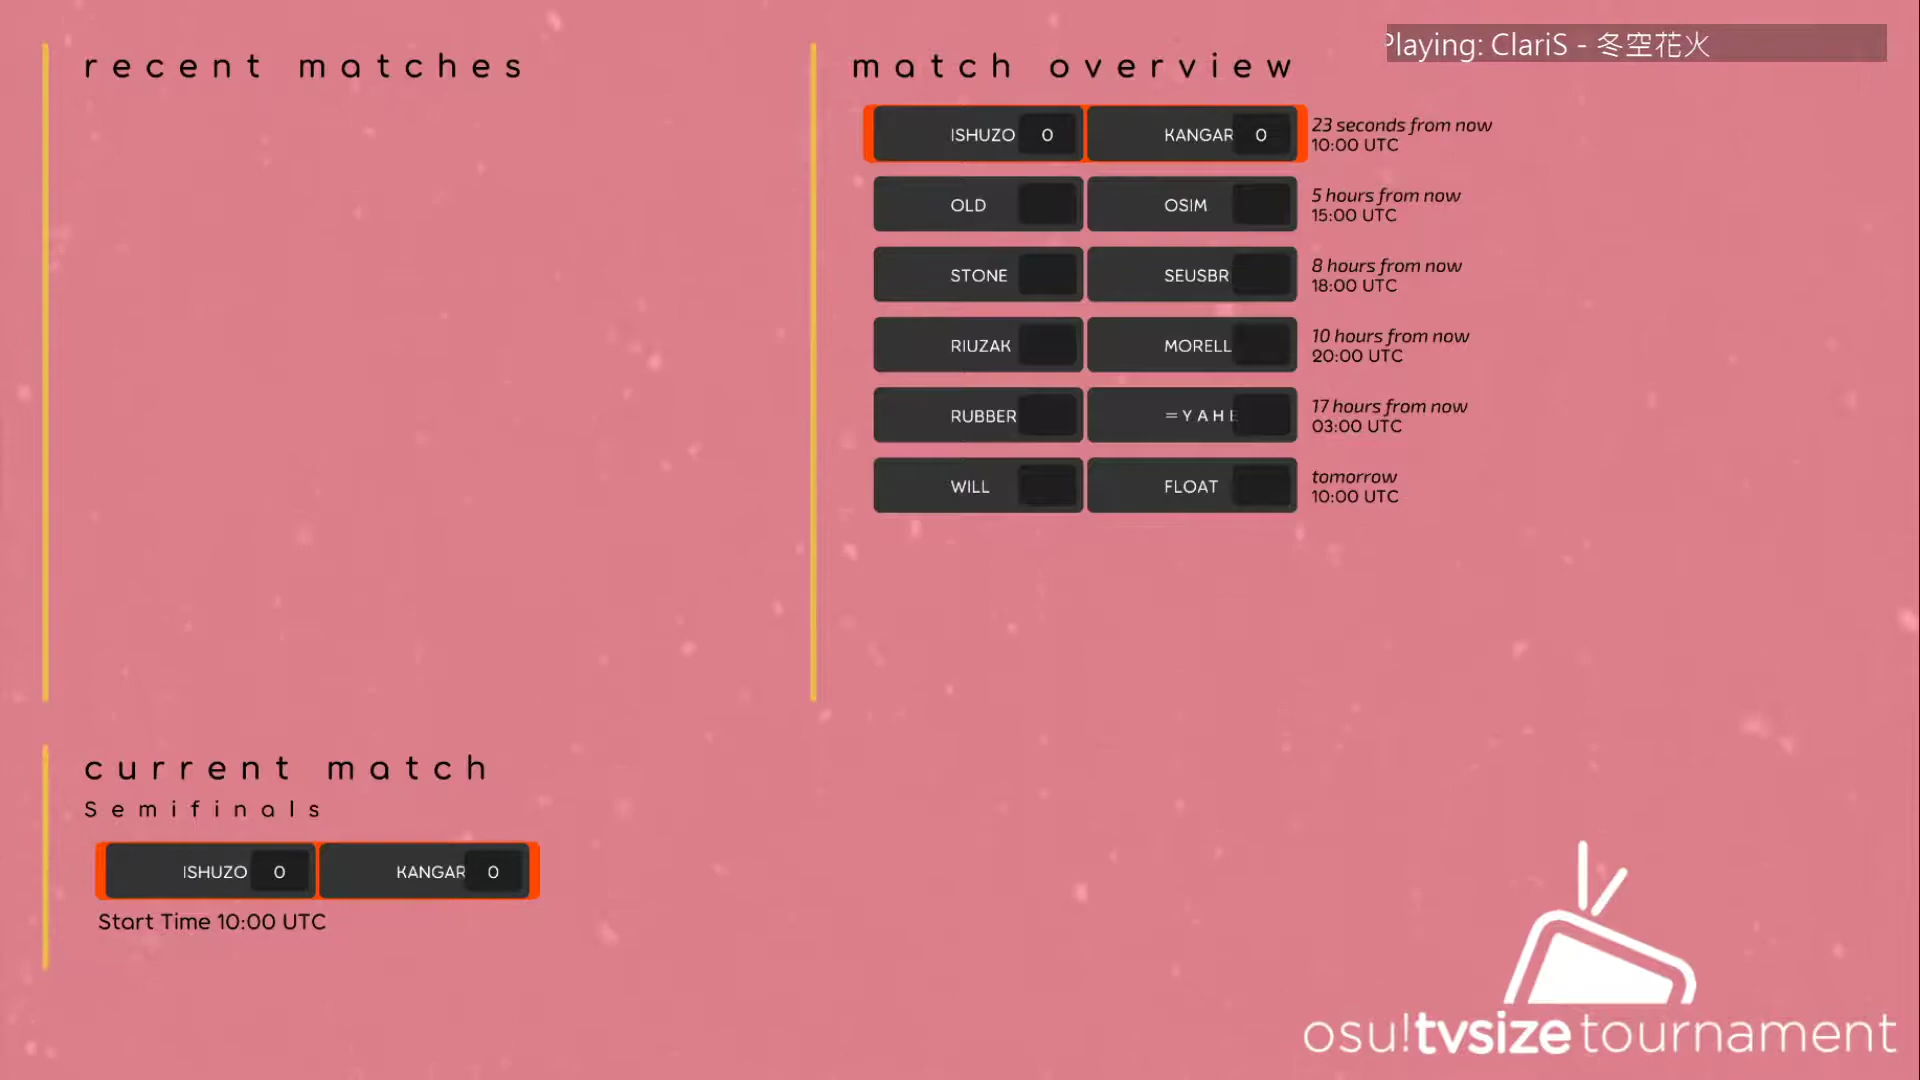 recent matches
match overview
Playing: ClariS - 冬空花火
ISHUZO 0 KANGAR 0 23 seconds from now
10:00 UTC
OLD OSIM 5 hours from now
15:00 UTC
STONE SEUSBR 8 hours from now
18:00 UTC
RIUZAK MORELL 10 hours from now
20:00 UTC
RUBBER =YAHE 17 hours from now
03:00 UTC
WILL FLOAT tomorrow
10:00 UTC
current match
Semifinals
ISHUZO 0 KANGAR 0
Start Time 10:00 UTC
osu!tvsizetournament